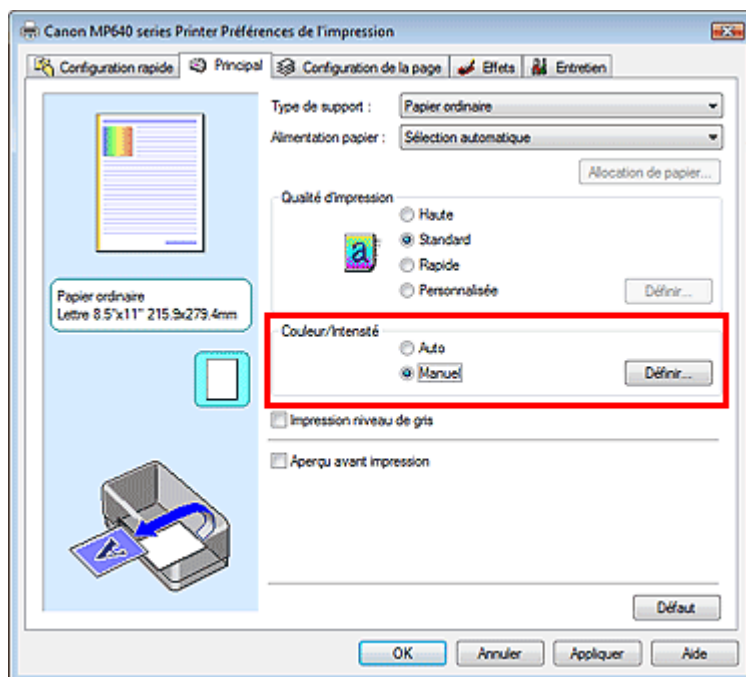 Canon MP640 series Printer Préférences de l'impression
Configuration rapide Principal Configuration de la page Effets Entretien
Type de support : Papier ordinaire
Alimentation papier : Sélection automatique
Allocation de papier...
Qualité d'impression
Haute
a Standard
Rapide
Personnalisée Définir...
Papier ordinaire
Lettre 8.5"x11" 215.9x279.4mm
Couleur/Intensité
Auto
Manuel Définir...
Impression niveau de gris
Aperçu avant impression
A
Défaut
OK Annuler Appliquer Aide